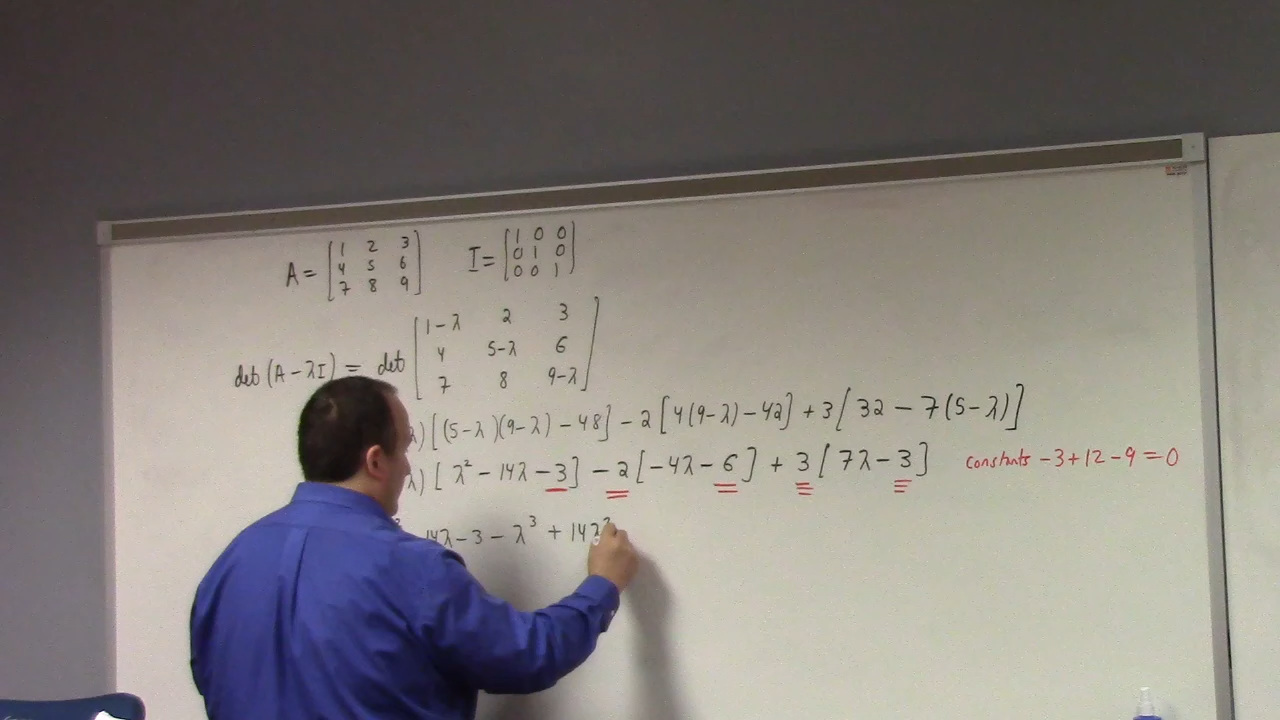 A = [1 2 3; 4 5 6; 7 8 9] I = [1 0 0; 0 1 0; 0 0 1]
det (A − λI) = det [1−λ 2 3; 4 5−λ 6; 7 8 9−λ]
λ) [(5−λ)(9−λ) − 48] − 2 [4(9−λ) − 42] + 3 [32 − 7(5−λ)]
λ) [λ² − 14λ − 3] − 2 [−4λ − 6] + 3 [7λ − 3] constants −3+12−9=0
14λ − 3 − λ³ + 14λ²